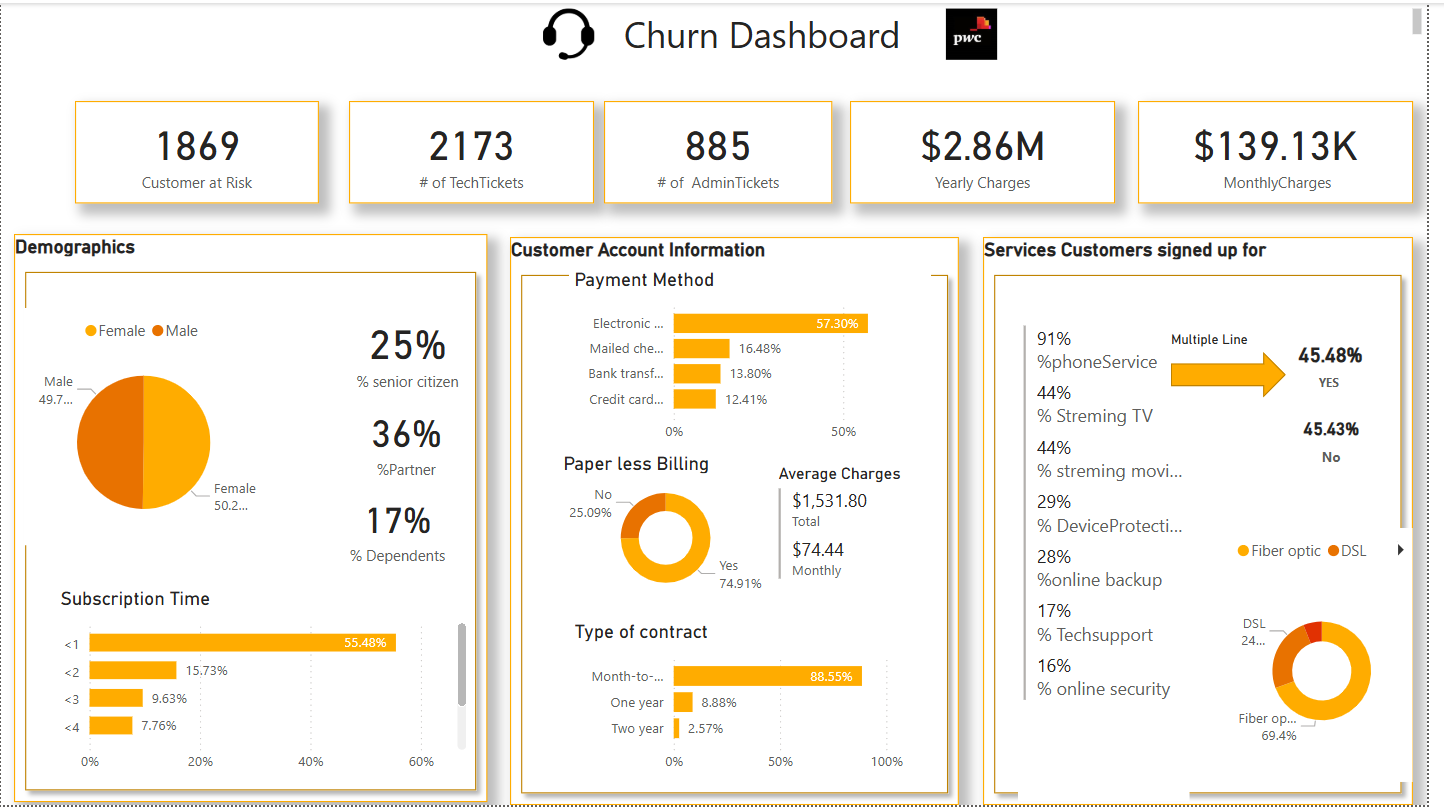 Churn Dashboard
pwc
1869
Customer at Risk
2173
# of TechTickets
885
# of AdminTickets
$2.86M
Yearly Charges
$139.13K
MonthlyCharges
Demographics
Female Male
Male
49.7...
Female
50.2...
25%
% senior citizen
36%
%Partner
17%
% Dependents
Subscription Time
<1
55.48%
<2
15.73%
<3
9.63%
<4
7.76%
0% 20% 40% 60%
Customer Account Information
Payment Method
Electronic ...
57.30%
Mailed che...
16.48%
Bank transf...
13.80%
Credit card...
12.41%
0% 50%
Paper less Billing
No
25.09%
Yes
74.91%
Average Charges
$1,531.80
Total
$74.44
Monthly
Type of contract
Month-to-...
88.55%
One year
8.88%
Two year
2.57%
0% 50% 100%
Services Customers signed up for
91%
%phoneService
44%
% Streming TV
44%
% streming movi...
29%
% DeviceProtecti...
28%
%online backup
17%
% Techsupport
16%
% online security
Multiple Line
45.48%
YES
45.43%
No
Fiber optic DSL
DSL
24...
Fiber op...
69.4%